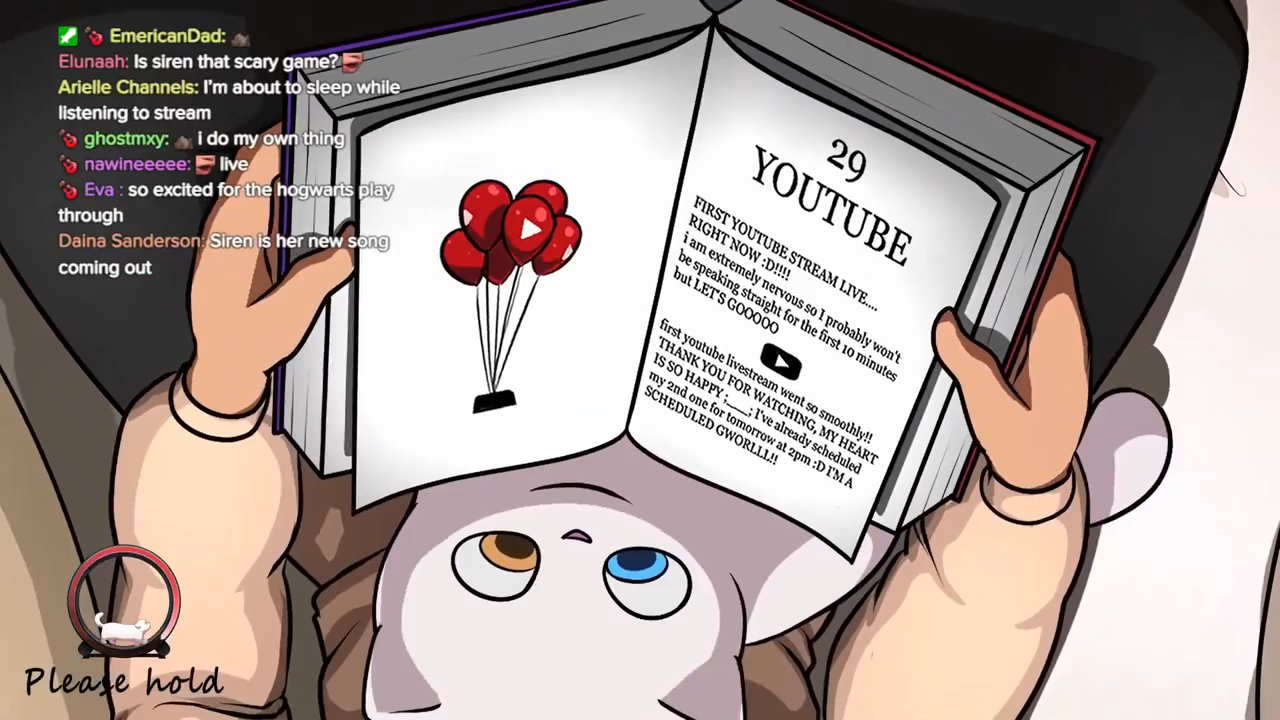 EmericanDad:
Elunaah: Is siren that scary game?
Arielle Channels: I'm about to sleep while
listening to stream
ghostmxy: i do my own thing
nawineeeee: live
Eva : so excited for the hogwarts play
through
Daina Sanderson: Siren is her new song
coming out
29
YOUTUBE
FIRST YOUTUBE STREAM LIVE....
RIGHT NOW :D!!!!
i am extremely nervous so I probably won't
be speaking straight for the first 10 minutes
but LET'S GOOOOO
first youtube livestream went so smoothly!!
THANK YOU FOR WATCHING, MY HEART
IS SO HAPPY ;___; I've already scheduled
my 2nd one for tomorrow at 2pm :D I'M A
SCHEDULED GWORLLL!!
Please hold